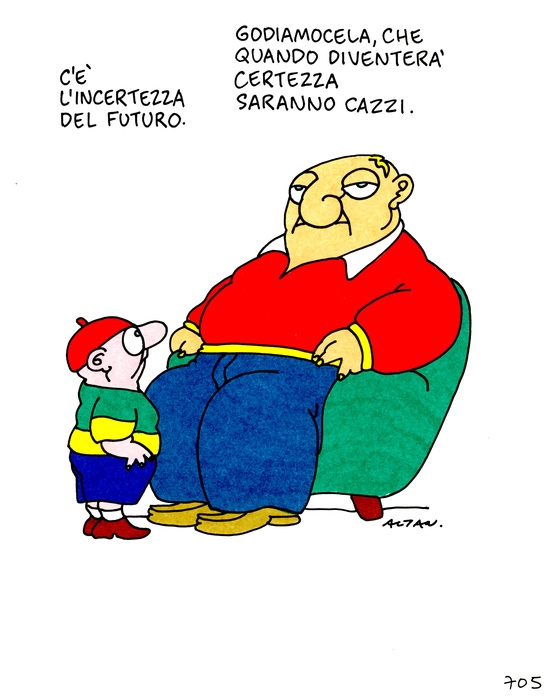 C'E'
L'INCERTEZZA
DEL FUTURO.
GODIAMOCELA, CHE
QUANDO DIVENTERA'
CERTEZZA
SARANNO CAZZI.
ALTAN.
705